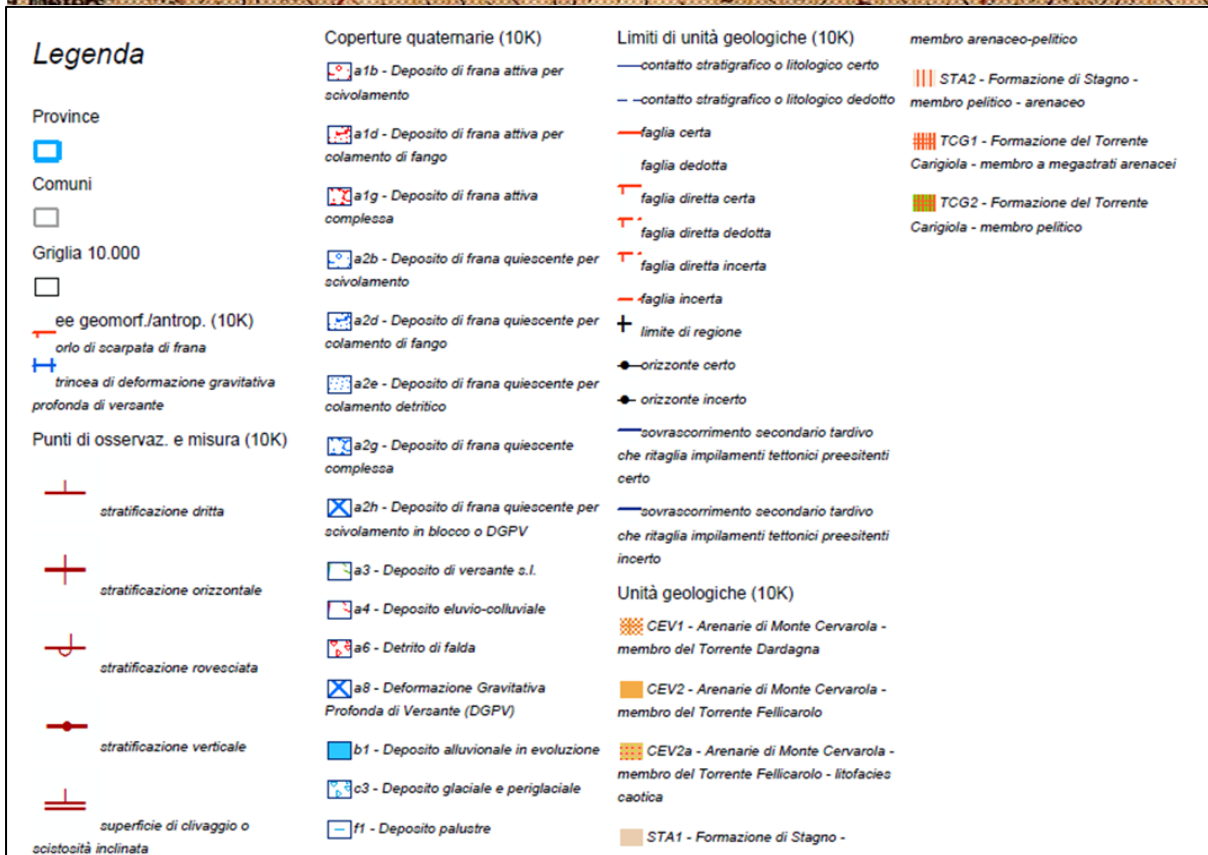 Legenda
Province
Comuni
Griglia 10.000
ee geomorf./antrop. (10K)
orlo di scarpata di frana
trincea di deformazione gravitativa
profonda di versante
Punti di osservaz. e misura (10K)
stratificazione dritta
stratificazione orizzontale
stratificazione rovesciata
stratificazione verticale
superficie di clivaggio o
scistosità inclinata
Coperture quaternarie (10K)
a1b - Deposito di frana attiva per
scivolamento
a1d - Deposito di frana attiva per
colamento di fango
a1g - Deposito di frana attiva
complessa
a2b - Deposito di frana quiescente per
scivolamento
a2d - Deposito di frana quiescente per
colamento di fango
a2e - Deposito di frana quiescente per
colamento detritico
a2g - Deposito di frana quiescente
complessa
a2h - Deposito di frana quiescente per
scivolamento in blocco o DGPV
a3 - Deposito di versante s.l.
a4 - Deposito eluvio-colluviale
a6 - Detrito di falda
a8 - Deformazione Gravitativa
Profonda di Versante (DGPV)
b1 - Deposito alluvionale in evoluzione
c3 - Deposito glaciale e periglaciale
f1 - Deposito palustre
Limiti di unità geologiche (10K)
contatto stratigrafico o litologico certo
contatto stratigrafico o litologico dedotto
faglia certa
faglia dedotta
faglia diretta certa
faglia diretta dedotta
faglia diretta incerta
faglia incerta
limite di regione
orizzonte certo
orizzonte incerto
sovrascorrimento secondario tardivo
che ritaglia impilamenti tettonici preesitenti
certo
sovrascorrimento secondario tardivo
che ritaglia impilamenti tettonici preesitenti
incerto
Unità geologiche (10K)
CEV1 - Arenarie di Monte Cervarola -
membro del Torrente Dardagna
CEV2 - Arenarie di Monte Cervarola -
membro del Torrente Fellicarolo
CEV2a - Arenarie di Monte Cervarola -
membro del Torrente Fellicarolo - litofacies
caotica
STA1 - Formazione di Stagno -
membro arenaceo-pelitico
STA2 - Formazione di Stagno -
membro pelitico - arenaceo
TCG1 - Formazione del Torrente
Carigiola - membro a megastrati arenacei
TCG2 - Formazione del Torrente
Carigiola - membro pelitico